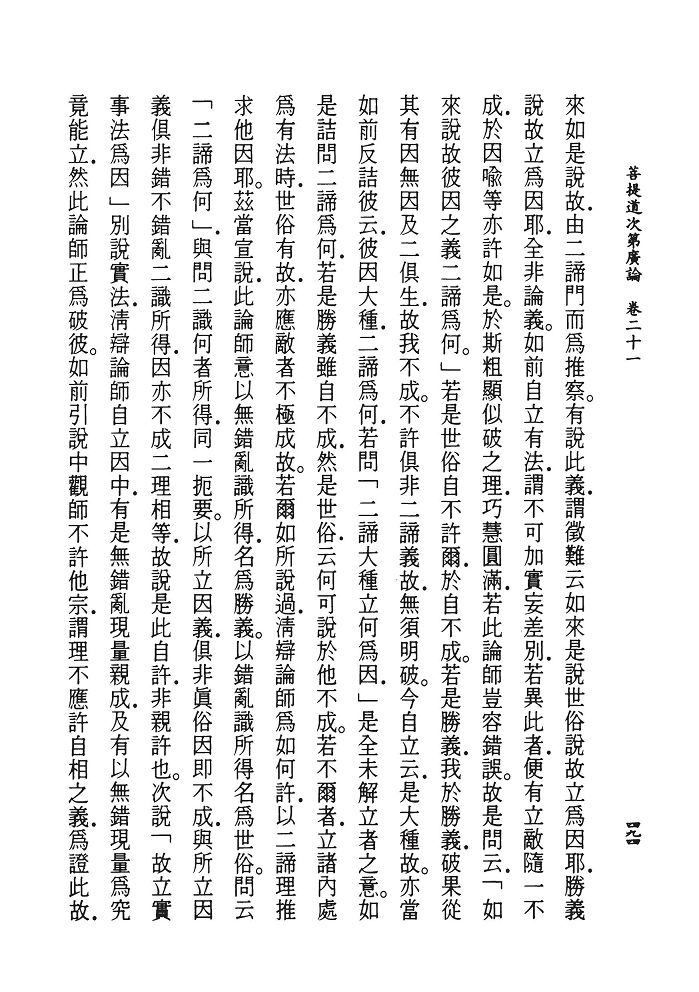 菩提道次第廣論　卷二十一
四九四
來如是說故．由二諦門而爲推察。有說此義．謂徵難云如來是說世俗說故立爲因耶．勝義
說故立爲因耶．全非論義。如前自立有法．謂不可加實妄差別．若異此者．便有立敵隨一不
成．於因喩等亦許如是。於斯粗顯似破之理．巧慧圓滿．若此論師豈容錯誤。故是問云．「如
來說故彼因之義二諦爲何。」若是世俗自不許爾．於自不成。若是勝義．我於勝義．破果從
其有因無因及二俱生．故我不成。不許俱非二諦義故．無須明破。今自立云．是大種故。亦當
如前反詰彼云．彼因大種．二諦爲何．若問「二諦大種立何爲因．」是全未解立者之意。如
是詰問二諦爲何．若是勝義雖自不成．然是世俗．云何可說於他不成。若不爾者．立諸內處
爲有法時．世俗有故．亦應敵者不極成故。若爾如所說過．淸辯論師爲如何許．以二諦理推
求他因耶。茲當宣說．此論師意以無錯亂識所得．名爲勝義。以錯亂識所得名爲世俗。問云
「二諦爲何．」與問二識何者所得．同一扼要。以所立因義．俱非眞俗因即不成．與所立因
義俱非錯不錯亂二識所得．因亦不成二理相等．故說是此自許．非親許也。次說「故立實
事法爲因」別說實法．淸辯論師自立因中．有是無錯亂現量親成．及有以無錯現量爲究
竟能立．然此論師正爲破彼。如前引說中觀師不許他宗．謂理不應許自相之義．爲證此故．